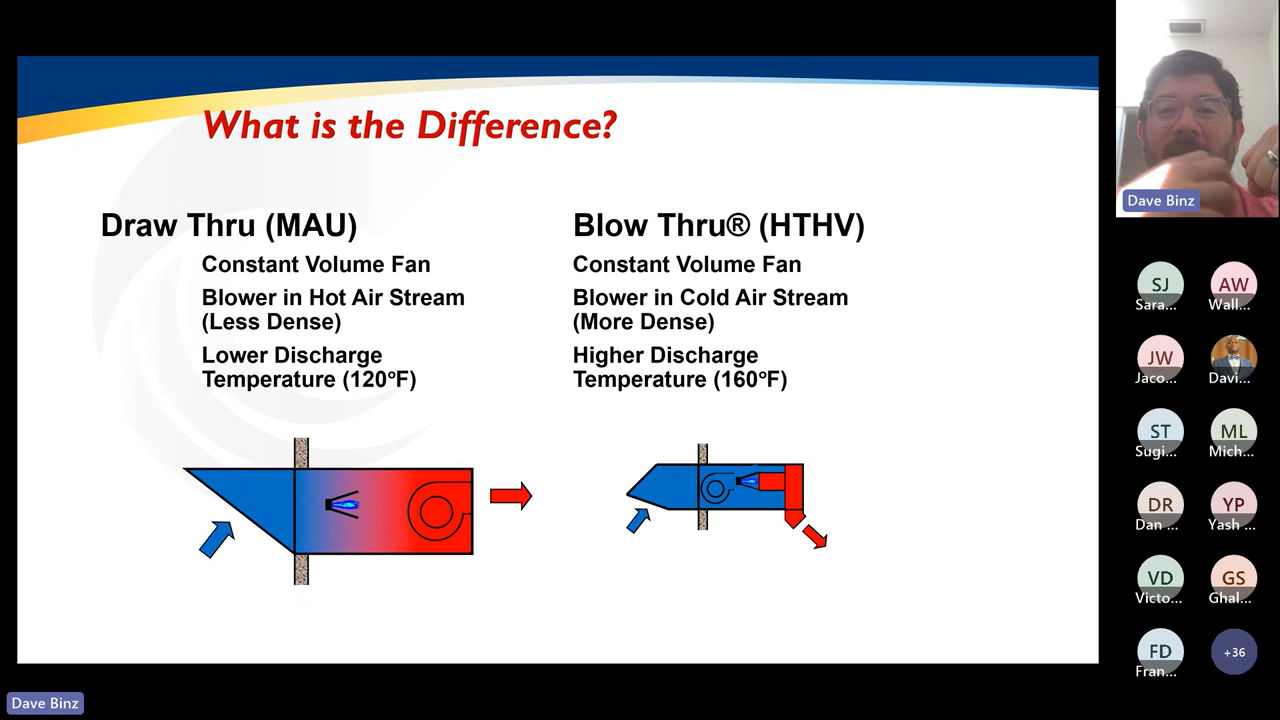 What is the Difference?
Draw Thru (MAU)
Constant Volume Fan
Blower in Hot Air Stream
(Less Dense)
Lower Discharge
Temperature (120°F)
Blow Thru® (HTHV)
Constant Volume Fan
Blower in Cold Air Stream
(More Dense)
Higher Discharge
Temperature (160°F)
Dave Binz
SJ
Sara...
AW
Wall...
JW
Jaco...
Davi...
ST
Sugi...
ML
Mich...
DR
Dan ...
YP
Yash ...
VD
Victo...
GS
Ghal...
FD
Fran...
+36
Dave Binz